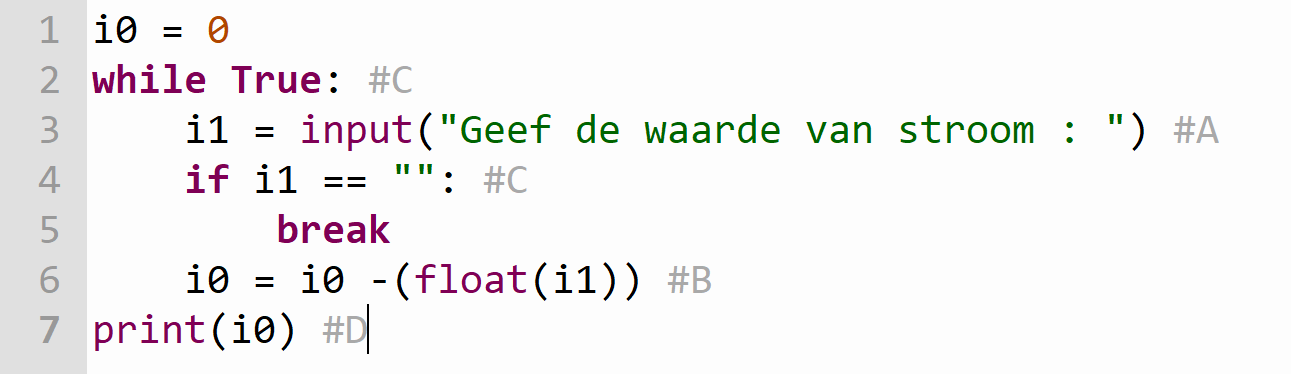 1 i0 = 0
2 while True: #C
3     i1 = input("Geef de waarde van stroom : ") #A
4     if i1 == "": #C
5         break
6     i0 = i0 -(float(i1)) #B
7 print(i0) #D